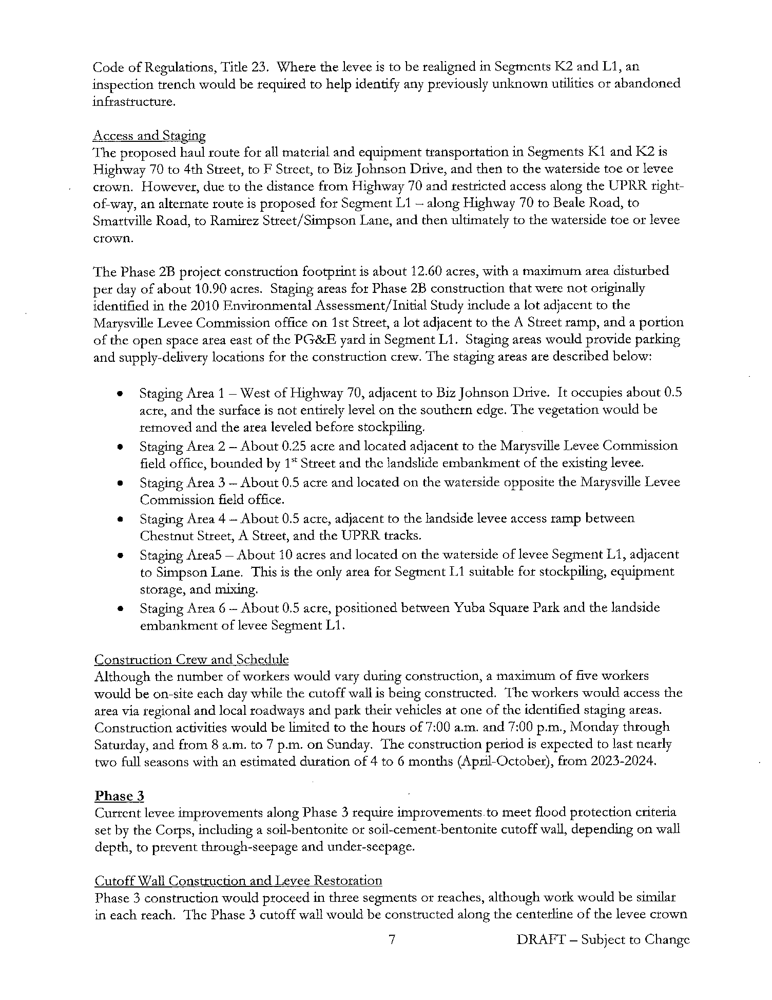 Code of Regulations, Title 23. Where the levee is to be realigned in Segments K2 and L1, an
inspection trench would be required to help identify any previously unknown utilities or abandoned
infrastructure.
Access and Staging
The proposed haul route for all material and equipment transportation in Segments K1 and K2 is
Highway 70 to 4th Street, to F Street, to Biz Johnson Drive, and then to the waterside toe or levee
crown. However, due to the distance from Highway 70 and restricted access along the UPRR right-
of-way, an alternate route is proposed for Segment L1 – along Highway 70 to Beale Road, to
Smartville Road, to Ramirez Street/Simpson Lane, and then ultimately to the waterside toe or levee
crown.
The Phase 2B project construction footprint is about 12.60 acres, with a maximum area disturbed
per day of about 10.90 acres. Staging areas for Phase 2B construction that were not originally
identified in the 2010 Environmental Assessment/Initial Study include a lot adjacent to the
Marysville Levee Commission office on 1st Street, a lot adjacent to the A Street ramp, and a portion
of the open space area east of the PG&E yard in Segment L1. Staging areas would provide parking
and supply-delivery locations for the construction crew. The staging areas are described below:
• Staging Area 1 – West of Highway 70, adjacent to Biz Johnson Drive. It occupies about 0.5
acre, and the surface is not entirely level on the southern edge. The vegetation would be
removed and the area leveled before stockpiling.
• Staging Area 2 – About 0.25 acre and located adjacent to the Marysville Levee Commission
field office, bounded by 1st Street and the landslide embankment of the existing levee.
• Staging Area 3 – About 0.5 acre and located on the waterside opposite the Marysville Levee
Commission field office.
• Staging Area 4 – About 0.5 acre, adjacent to the landside levee access ramp between
Chestnut Street, A Street, and the UPRR tracks.
• Staging Area5 – About 10 acres and located on the waterside of levee Segment L1, adjacent
to Simpson Lane. This is the only area for Segment L1 suitable for stockpiling, equipment
storage, and mixing.
• Staging Area 6 – About 0.5 acre, positioned between Yuba Square Park and the landside
embankment of levee Segment L1.
Construction Crew and Schedule
Although the number of workers would vary during construction, a maximum of five workers
would be on-site each day while the cutoff wall is being constructed. The workers would access the
area via regional and local roadways and park their vehicles at one of the identified staging areas.
Construction activities would be limited to the hours of 7:00 a.m. and 7:00 p.m., Monday through
Saturday, and from 8 a.m. to 7 p.m. on Sunday. The construction period is expected to last nearly
two full seasons with an estimated duration of 4 to 6 months (April-October), from 2023-2024.
Phase 3
Current levee improvements along Phase 3 require improvements to meet flood protection criteria
set by the Corps, including a soil-bentonite or soil-cement-bentonite cutoff wall, depending on wall
depth, to prevent through-seepage and under-seepage.
Cutoff Wall Construction and Levee Restoration
Phase 3 construction would proceed in three segments or reaches, although work would be similar
in each reach. The Phase 3 cutoff wall would be constructed along the centerline of the levee crown
7 DRAFT – Subject to Change